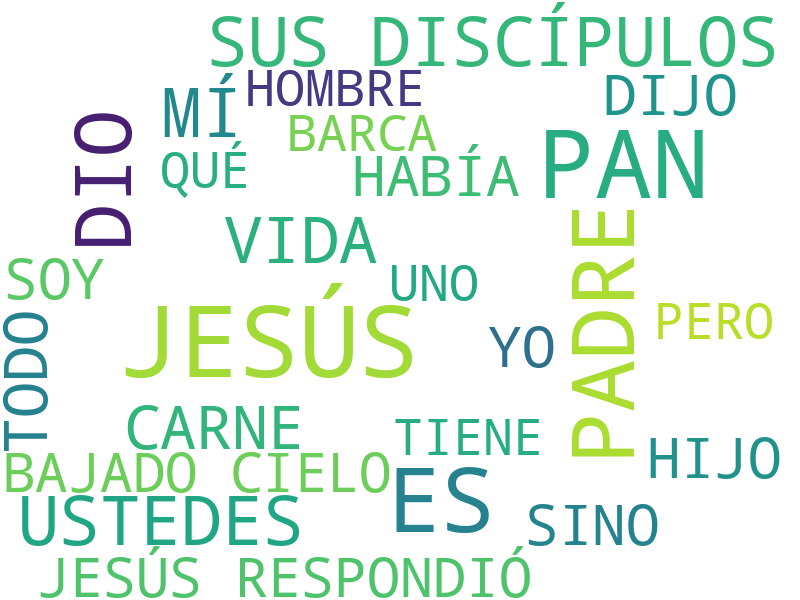 SUS DISCÍPULOS
HOMBRE
DIJO
MÍ
BARCA
DIO
PAN
QUÉ
HABÍA
VIDA
PADRE
SOY
UNO
JESÚS
PERO
TODO
YO
CARNE
TIENE
HIJO
BAJADO CIELO
ES
USTEDES
SINO
JESÚS RESPONDIÓ